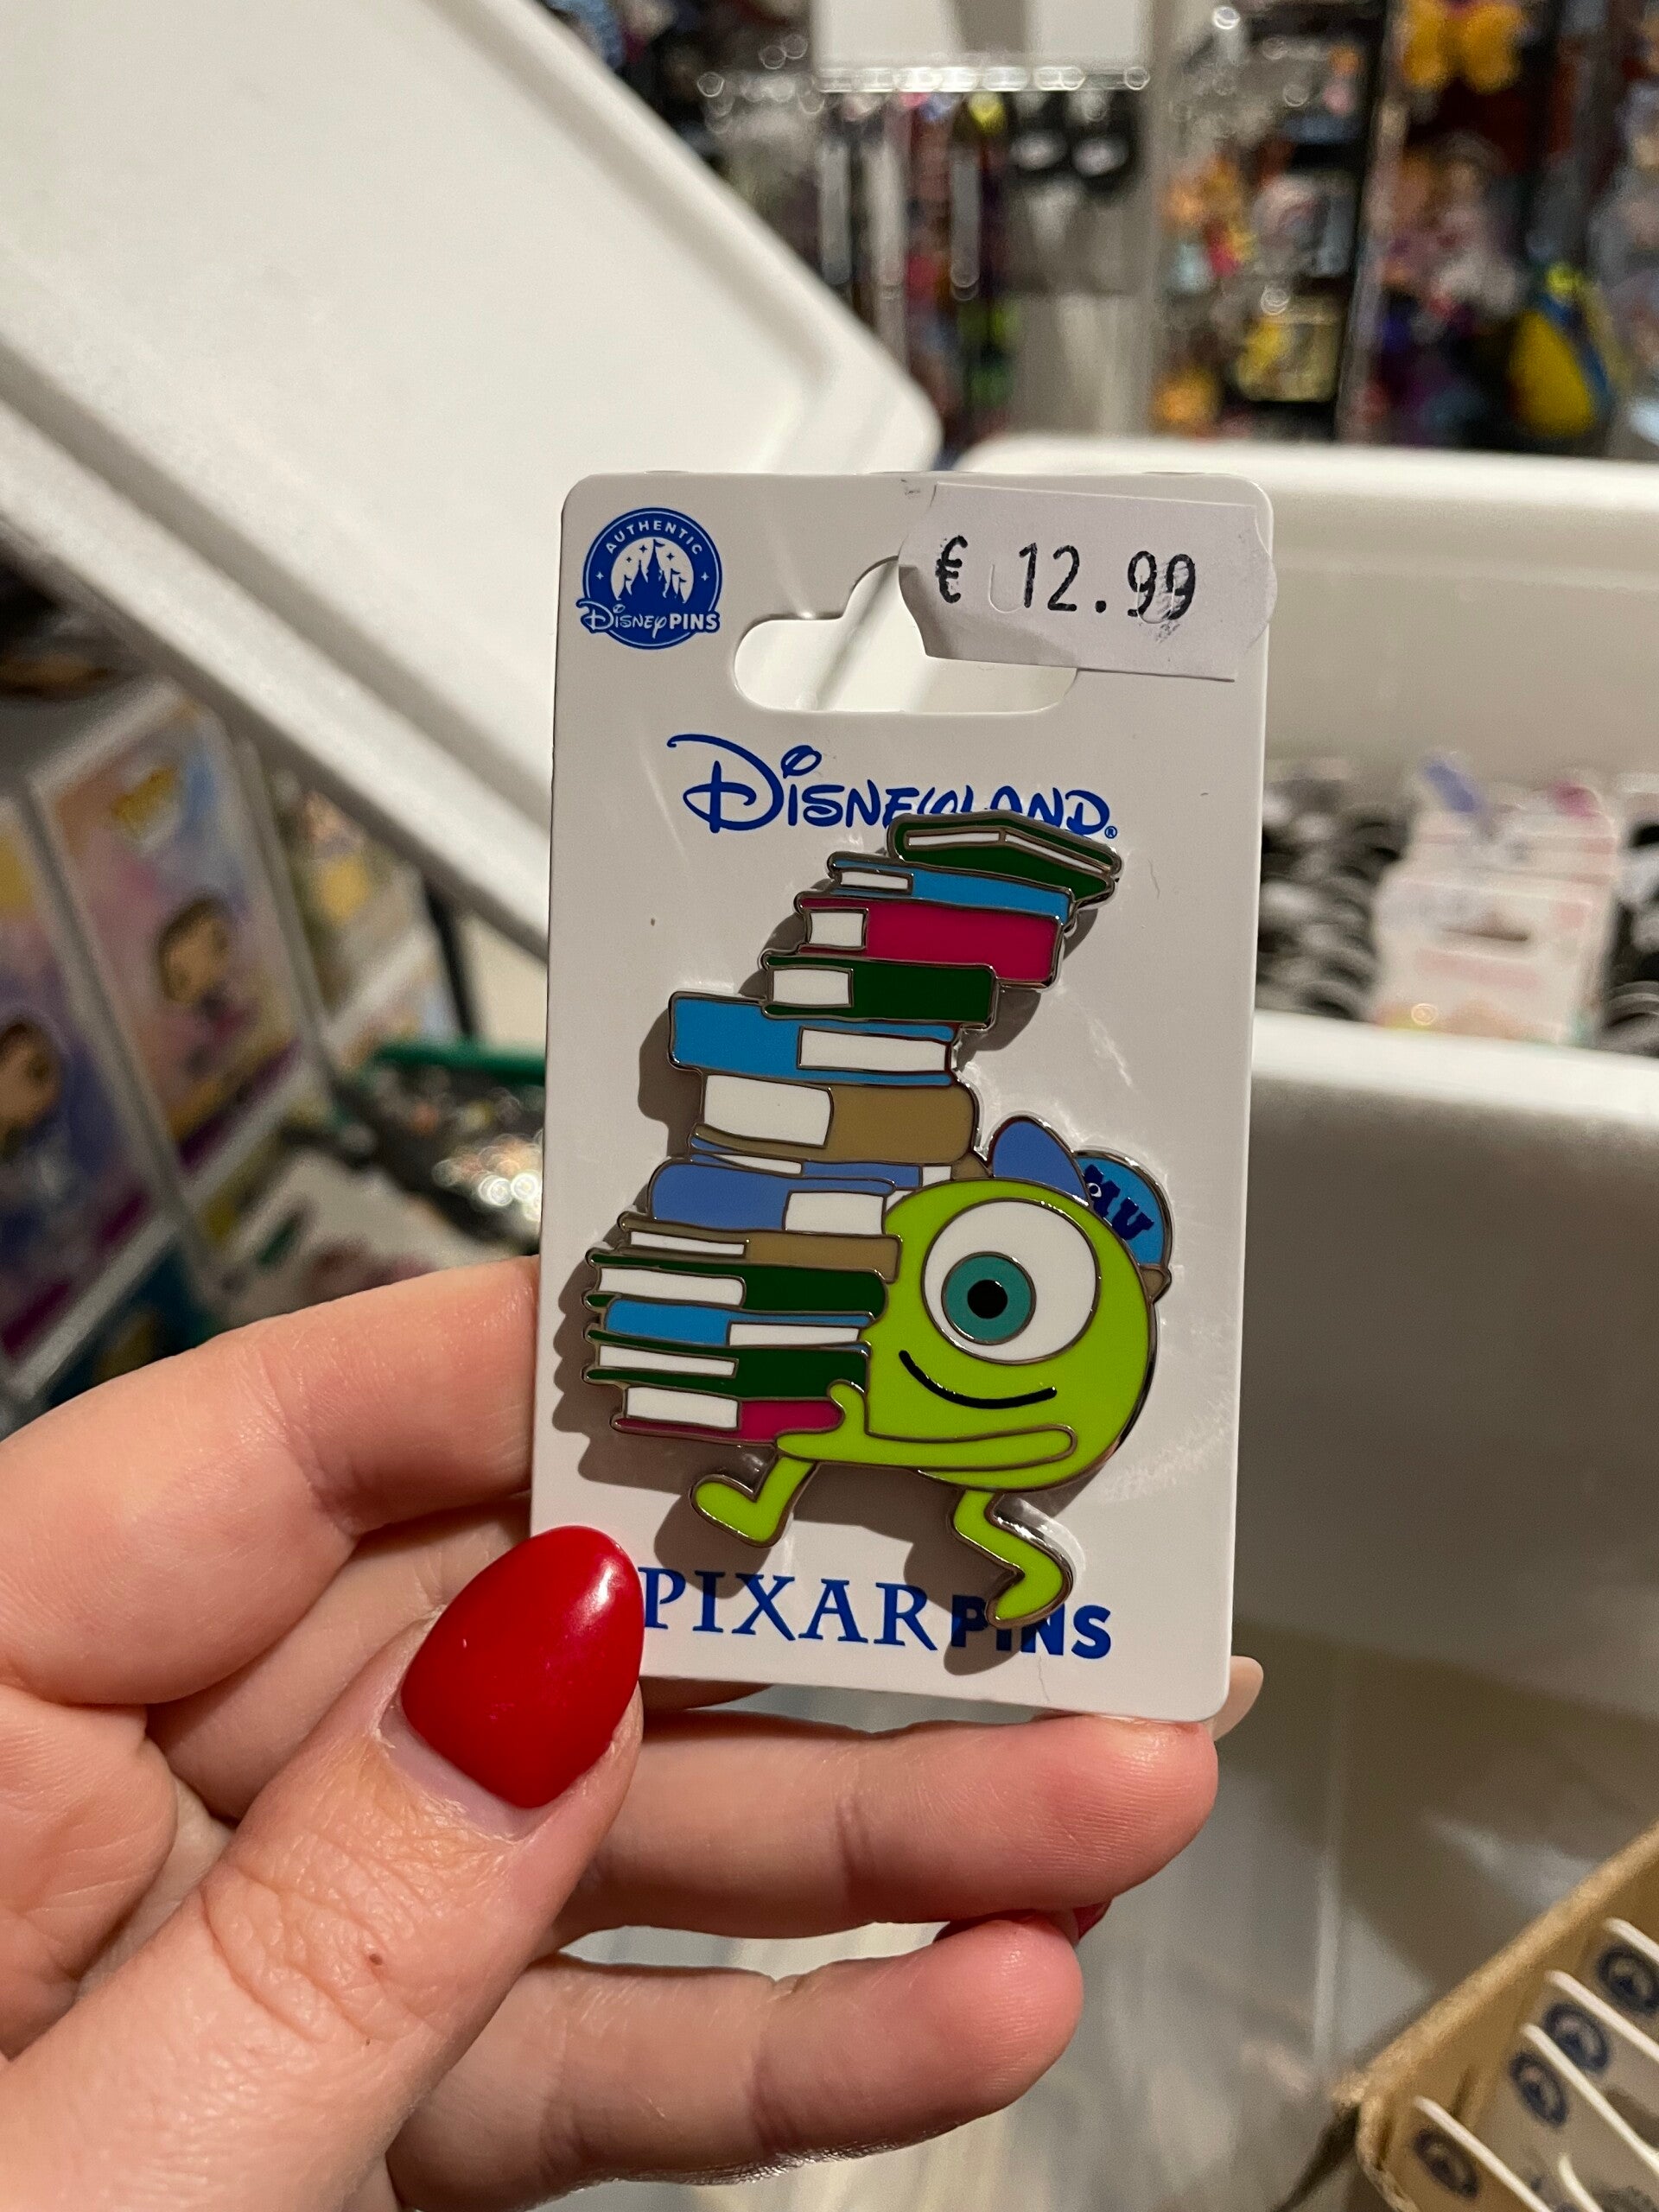 AUTHENTIC
DISNEY PINS
€ 12.99
DISNEYLAND®
MU
PIXAR PINS